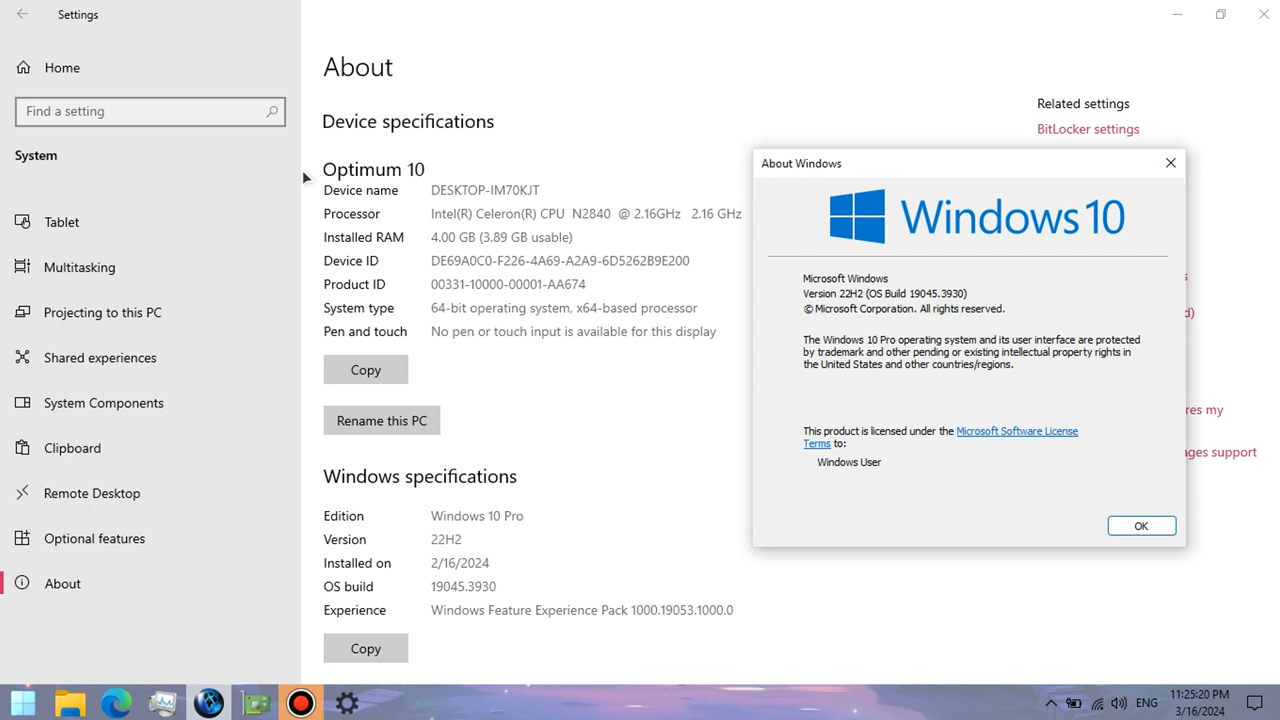 Settings
Home
Find a setting
System
Tablet
Multitasking
Projecting to this PC
Shared experiences
System Components
Clipboard
Remote Desktop
Optional features
About
About
Device specifications
Optimum 10
Device name DESKTOP-IM70KJT
Processor Intel(R) Celeron(R) CPU N2840 @ 2.16GHz 2.16 GHz
Installed RAM 4.00 GB (3.89 GB usable)
Device ID DE69A0C0-F226-4A69-A2A9-6D5262B9E200
Product ID 00331-10000-00001-AA674
System type 64-bit operating system, x64-based processor
Pen and touch No pen or touch input is available for this display
Copy
Rename this PC
Windows specifications
Edition Windows 10 Pro
Version 22H2
Installed on 2/16/2024
OS build 19045.3930
Experience Windows Feature Experience Pack 1000.19053.1000.0
Copy
Related settings
BitLocker settings
my
support
About Windows
Windows 10
Microsoft Windows
Version 22H2 (OS Build 19045.3930)
© Microsoft Corporation. All rights reserved.
The Windows 10 Pro operating system and its user interface are protected
by trademark and other pending or existing intellectual property rights in
the United States and other countries/regions.
This product is licensed under the Microsoft Software License
Terms to:
Windows User
OK
ENG
11:25:20 PM
3/16/2024